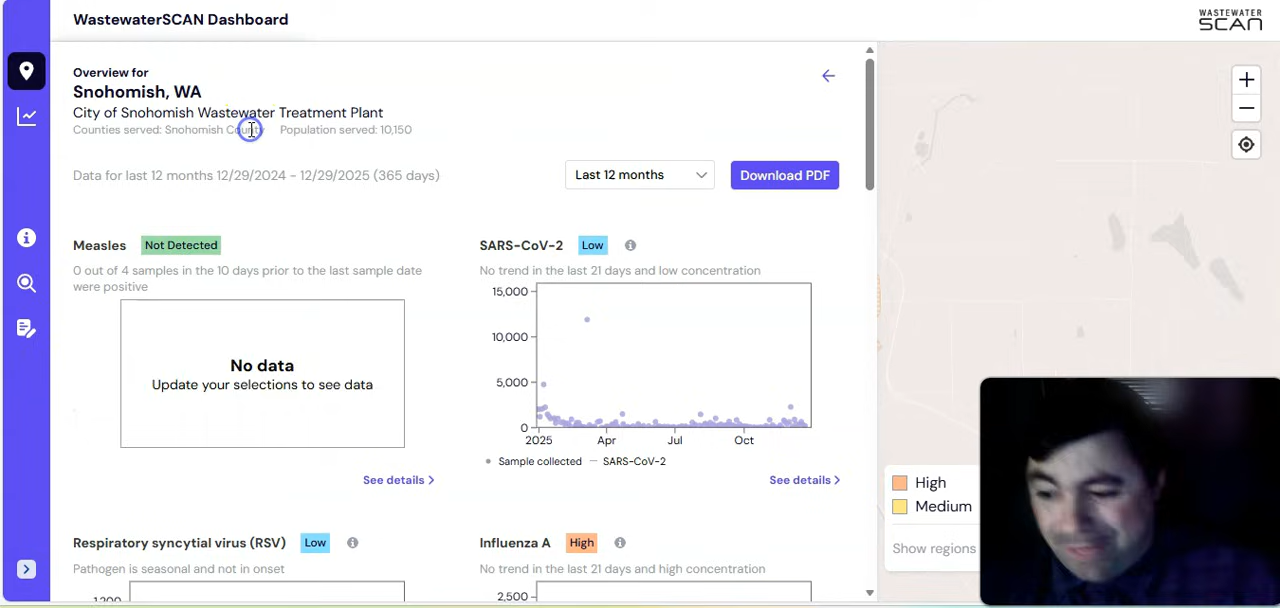 WastewaterSCAN Dashboard
WASTEWATER
SCAN
Overview for
Snohomish, WA
City of Snohomish Wastewater Treatment Plant
Counties served: Snohomish County Population served: 10,150
Data for last 12 months 12/29/2024 - 12/29/2025 (365 days)
Last 12 months
Download PDF
Measles Not Detected
0 out of 4 samples in the 10 days prior to the last sample date
were positive
No data
Update your selections to see data
See details
SARS-CoV-2 Low
No trend in the last 21 days and low concentration
15,000
10,000
5,000
0
2025 Apr Jul Oct
Sample collected SARS-CoV-2
See details
Respiratory syncytial virus (RSV) Low
Pathogen is seasonal and not in onset
1,200
Influenza A High
No trend in the last 21 days and high concentration
2,500
High
Medium
Show regions